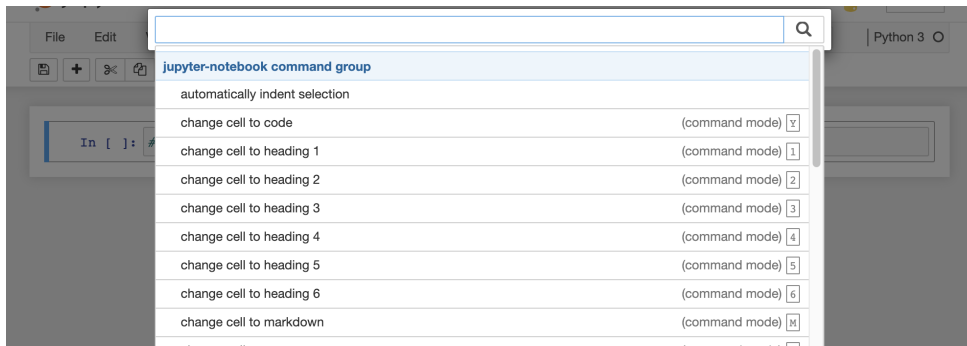 File Edit
Python 3
jupyter-notebook command group
automatically indent selection
change cell to code (command mode) Y
In [ ]: #
change cell to heading 1 (command mode) 1
change cell to heading 2 (command mode) 2
change cell to heading 3 (command mode) 3
change cell to heading 4 (command mode) 4
change cell to heading 5 (command mode) 5
change cell to heading 6 (command mode) 6
change cell to markdown (command mode) M